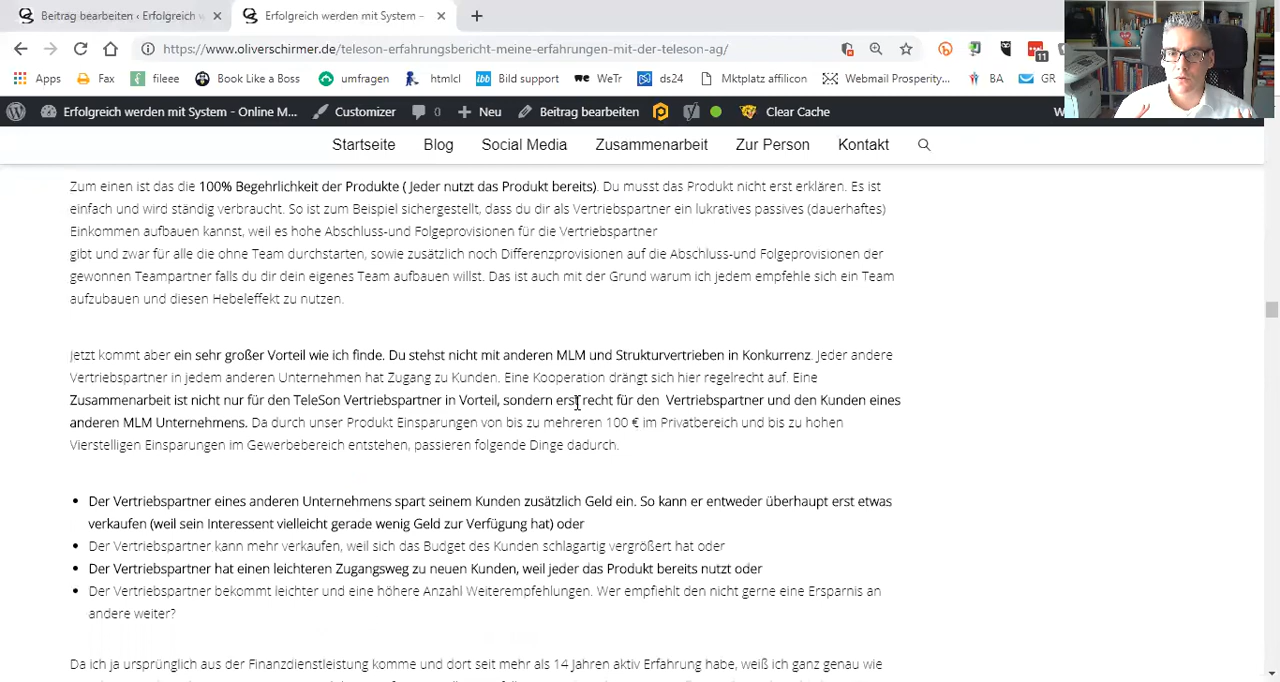 Beitrag bearbeiten ‹ Erfolgreich
Erfolgreich werden mit System –
https://www.oliverschirmer.de/teleson-erfahrungsbericht-meine-erfahrungen-mit-der-teleson-ag/
11
Apps Fax fileee Book Like a Boss umfragen htmlcl Bild support WeTr ds24 Mktplatz affilicon Webmail Prosperity... BA GR
Erfolgreich werden mit System - Online M... Customizer 0 Neu Beitrag bearbeiten Clear Cache
Startseite Blog Social Media Zusammenarbeit Zur Person Kontakt
Zum einen ist das die 100% Begehrlichkeit der Produkte ( Jeder nutzt das Produkt bereits). Du musst das Produkt nicht erst erklären. Es ist
einfach und wird ständig verbraucht. So ist zum Beispiel sichergestellt, dass du dir als Vertriebspartner ein lukratives passives (dauerhaftes)
Einkommen aufbauen kannst, weil es hohe Abschluss-und Folgeprovisionen für die Vertriebspartner
gibt und zwar für alle die ohne Team durchstarten, sowie zusätzlich noch Differenzprovisionen auf die Abschluss-und Folgeprovisionen der
gewonnen Teampartner falls du dir dein eigenes Team aufbauen willst. Das ist auch mit der Grund warum ich jedem empfehle sich ein Team
aufzubauen und diesen Hebeleffekt zu nutzen.
Jetzt kommt aber ein sehr großer Vorteil wie ich finde. Du stehst nicht mit anderen MLM und Strukturvertrieben in Konkurrenz. Jeder andere
Vertriebspartner in jedem anderen Unternehmen hat Zugang zu Kunden. Eine Kooperation drängt sich hier regelrecht auf. Eine
Zusammenarbeit ist nicht nur für den TeleSon Vertriebspartner in Vorteil, sondern erst recht für den Vertriebspartner und den Kunden eines
anderen MLM Unternehmens. Da durch unser Produkt Einsparungen von bis zu mehreren 100 € im Privatbereich und bis zu hohen
Vierstelligen Einsparungen im Gewerbebereich entstehen, passieren folgende Dinge dadurch.
• Der Vertriebspartner eines anderen Unternehmens spart seinem Kunden zusätzlich Geld ein. So kann er entweder überhaupt erst etwas
verkaufen (weil sein Interessent vielleicht gerade wenig Geld zur Verfügung hat) oder
• Der Vertriebspartner kann mehr verkaufen, weil sich das Budget des Kunden schlagartig vergrößert hat oder
• Der Vertriebspartner hat einen leichteren Zugangsweg zu neuen Kunden, weil jeder das Produkt bereits nutzt oder
• Der Vertriebspartner bekommt leichter und eine höhere Anzahl Weiterempfehlungen. Wer empfiehlt den nicht gerne eine Ersparnis an
andere weiter?
Da ich ja ursprünglich aus der Finanzdienstleistung komme und dort seit mehr als 14 Jahren aktiv Erfahrung habe, weiß ich ganz genau wie